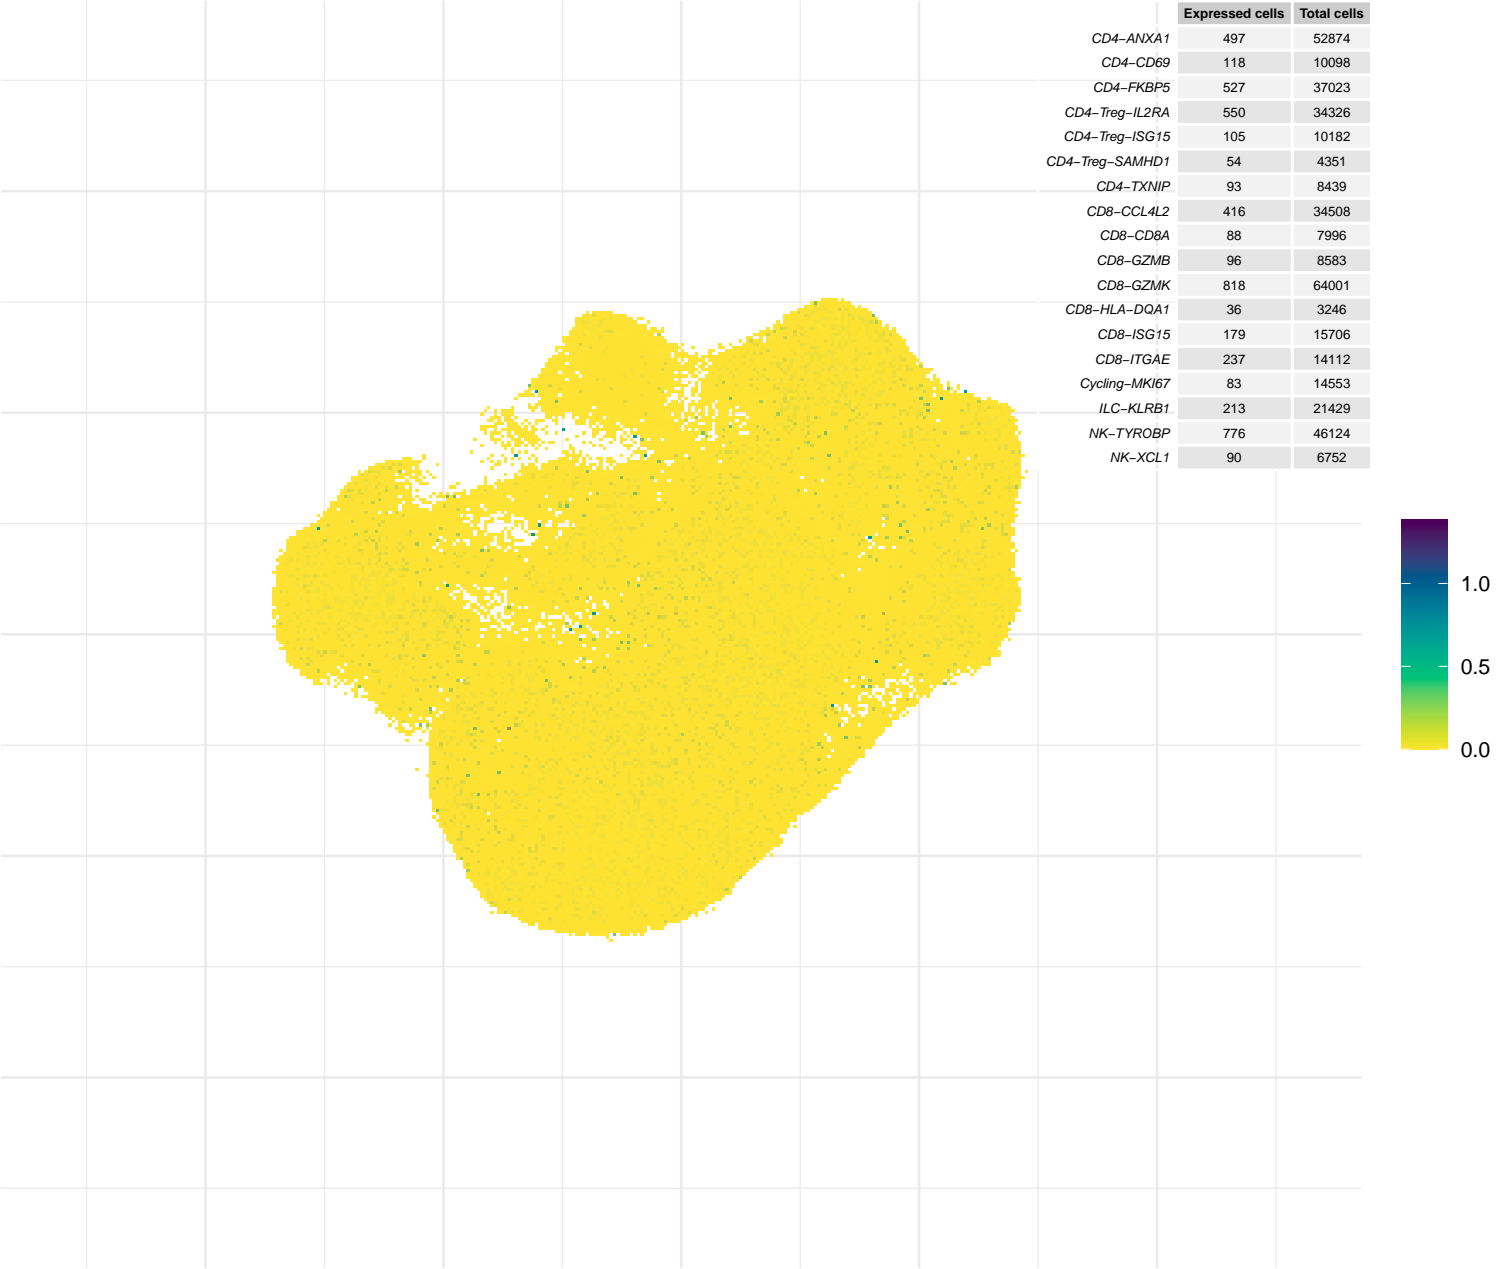 Expressed cells Total cells
CD4−ANXA1 497 52874
CD4−CD69 118 10098
CD4−FKBP5 527 37023
CD4−Treg−IL2RA 550 34326
CD4−Treg−ISG15 105 10182
CD4−Treg−SAMHD1 54 4351
CD4−TXNIP 93 8439
CD8−CCL4L2 416 34508
CD8−CD8A 88 7996
CD8−GZMB 96 8583
CD8−GZMK 818 64001
CD8−HLA−DQA1 36 3246
CD8−ISG15 179 15706
CD8−ITGAE 237 14112
Cycling−MKI67 83 14553
ILC−KLRB1 213 21429
NK−TYROBP 776 46124
NK−XCL1 90 6752
1.0
0.5
0.0